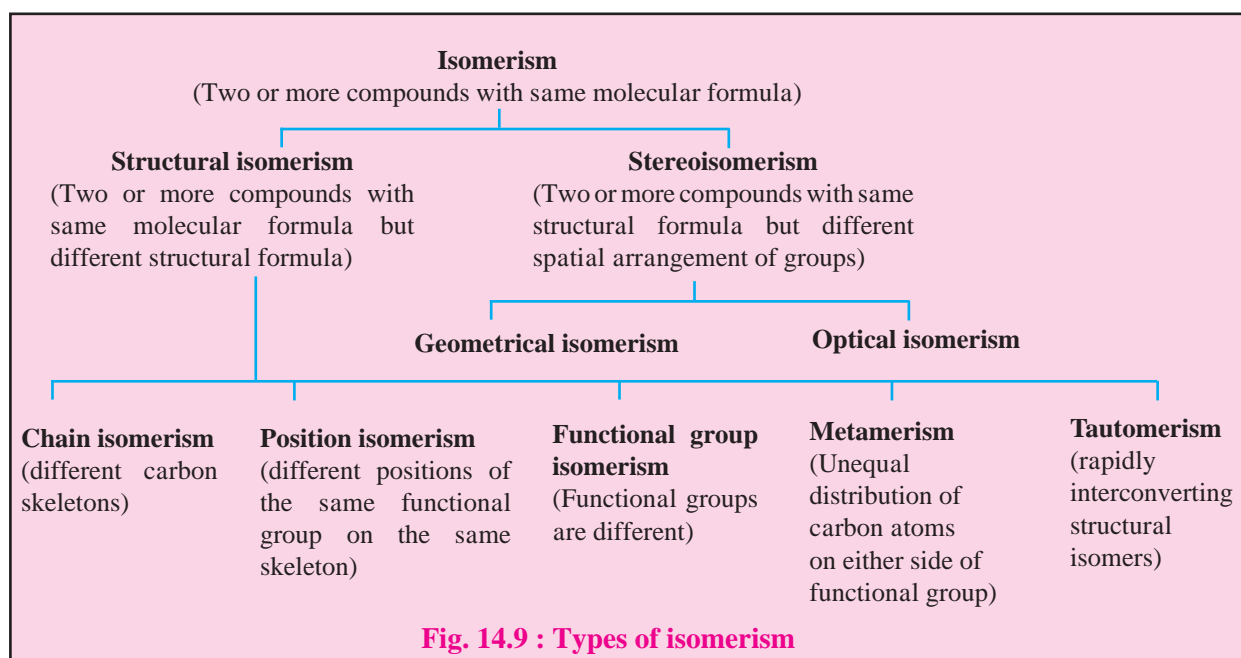 Isomerism
(Two or more compounds with same molecular formula)
Structural isomerism
(Two or more compounds with
same molecular formula but
different structural formula)
Stereoisomerism
(Two or more compounds with same
structural formula but different
spatial arrangement of groups)
Geometrical isomerism
Optical isomerism
Chain isomerism
(different carbon
skeletons)
Position isomerism
(different positions of
the same functional
group on the same
skeleton)
Functional group
isomerism
(Functional groups
are different)
Metamerism
(Unequal
distribution of
carbon atoms
on either side of
functional group)
Tautomerism
(rapidly
interconverting
structural
isomers)
Fig. 14.9 : Types of isomerism